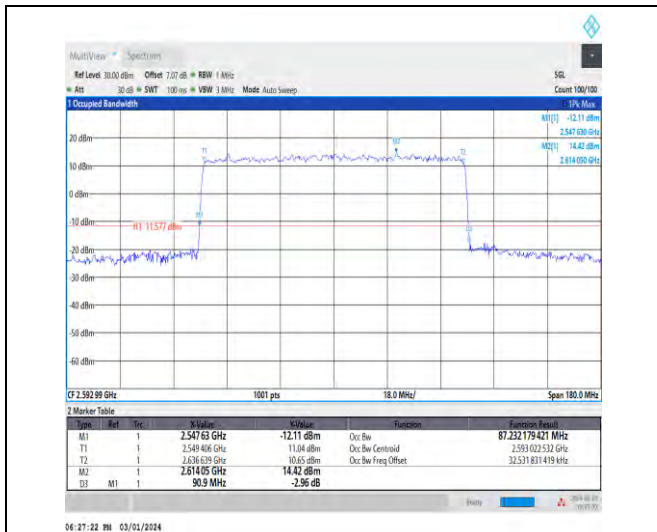 MultiView Spectrum
Ref Level 30.00 dBm Offset 7.07 dB RBW 1 MHz SGL
Att 30 dB SWT 100 ms VBW 3 MHz Mode Auto Sweep Count 100/100
1 Occupied Bandwidth 1Pk Max
M1[1] -12.11 dBm
2.547 630 GHz
20 dBm M2[1] 14.42 dBm
2.614 050 GHz
T1 M2 T2
10 dBm
0 dBm
M1
-10 dBm
H1 11.577 dBm
D3
-20 dBm
-30 dBm
-40 dBm
-50 dBm
-60 dBm
CF 2.592 99 GHz 1001 pts 18.0 MHz/ Span 180.0 MHz
2 Marker Table
Type Ref Trc X-Value Y-Value Function Function Result
M1 1 2.547 63 GHz -12.11 dBm Occ Bw 87.232 179 421 MHz
T1 1 2.549 406 GHz 11.04 dBm Occ Bw Centroid 2.593 022 532 GHz
T2 1 2.636 639 GHz 10.65 dBm Occ Bw Freq Offset 32.531 831 419 kHz
M2 1 2.614 05 GHz 14.42 dBm
D3 M1 1 90.9 MHz -2.96 dB
Ready
06:27:22 PM 03/01/2024